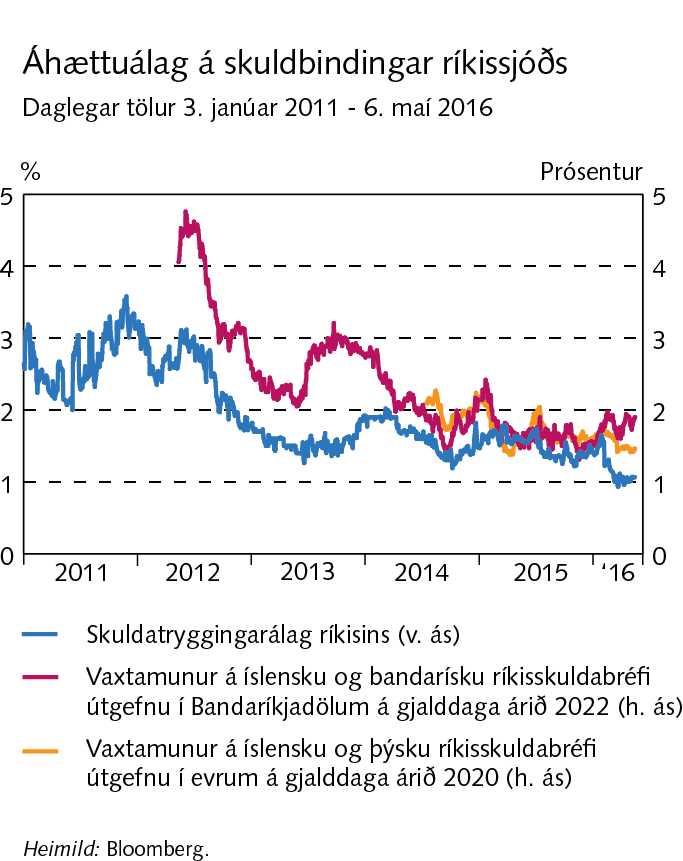 Áhættuálag á skuldbindingar ríkissjóðs
Daglegar tölur 3. janúar 2011 - 6. maí 2016
% Prósentur
5 5
4 4
3 3
2 2
1 1
0 0
2011 2012 2013 2014 2015 ‘16
Skuldatryggingarálag ríkisins (v. ás)
Vaxtamunur á íslensku og bandarísku ríkisskuldabréfi
útgefnu í Bandaríkjadölum á gjalddaga árið 2022 (h. ás)
Vaxtamunur á íslensku og þýsku ríkisskuldabréfi
útgefnu í evrum á gjalddaga árið 2020 (h. ás)
Heimild: Bloomberg.